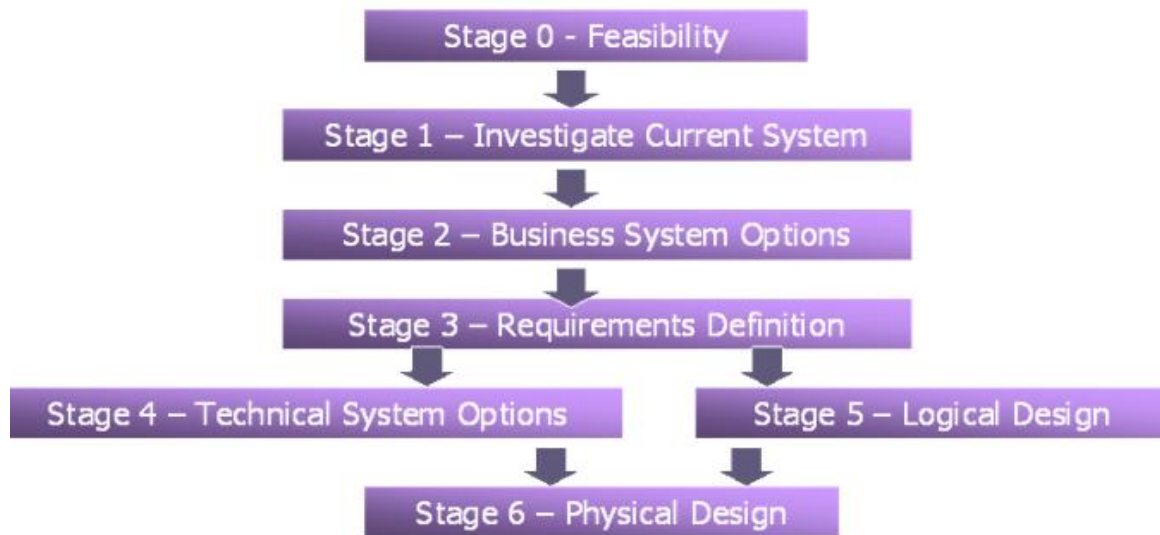 Stage 0 - Feasibility
Stage 1 – Investigate Current System
Stage 2 – Business System Options
Stage 3 – Requirements Definition
Stage 4 – Technical System Options
Stage 5 – Logical Design
Stage 6 – Physical Design